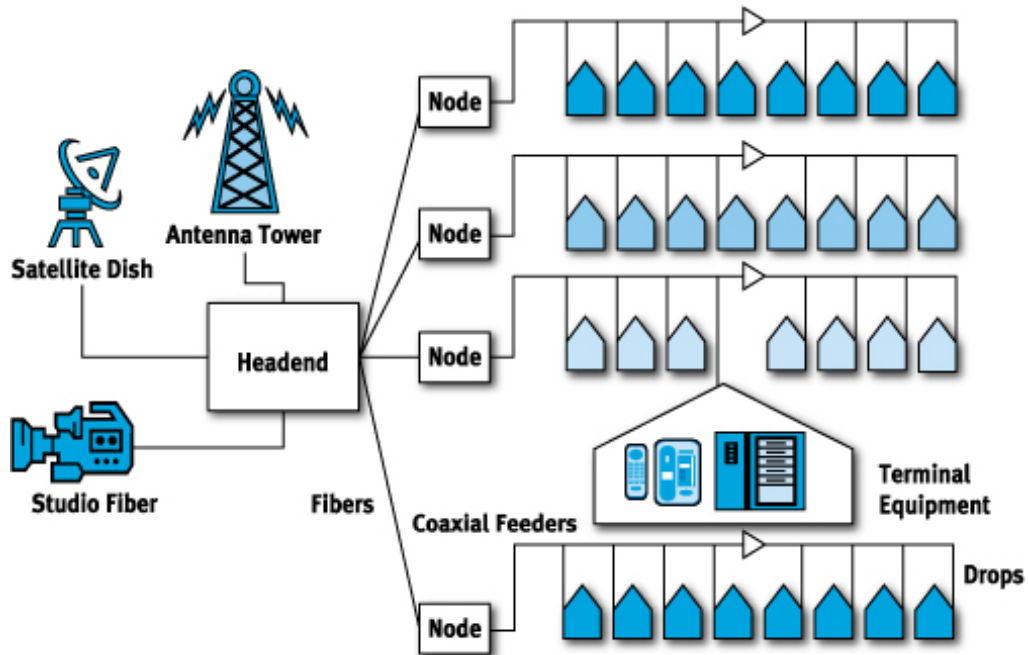 Node
Node
Antenna Tower
Satellite Dish
Headend
Node
Studio Fiber
Fibers
Coaxial Feeders
Terminal
Equipment
Drops
Node